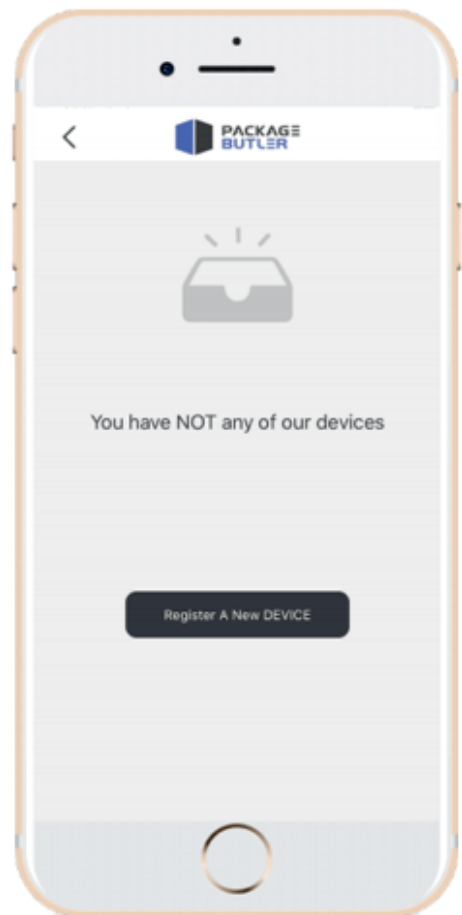 PACKAGE
BUTLER
You have NOT any of our devices
Register A New DEVICE